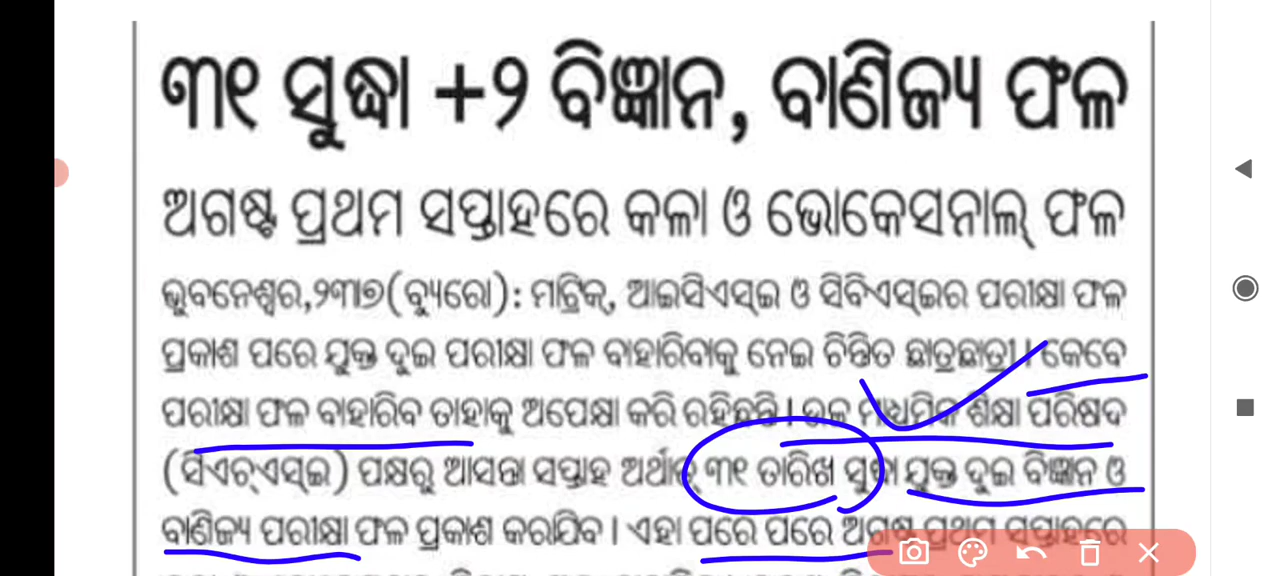 ୩୧ ସୁଦ୍ଧା +୨ ବିଜ୍ଞାନ, ବାଣିଜ୍ୟ ଫଳ
ଅଗଷ୍ଟ ପ୍ରଥମ ସପ୍ତାହରେ କଳା ଓ ଭୋକେସନାଲ୍ ଫଳ
ଭୁବନେଶ୍ୱର,୨୩ା୭(ବ୍ୟୁରୋ): ମାଟ୍ରିକ୍, ଆଇସିଏସ୍ଇ ଓ ସିବିଏସ୍ଇର ପରୀକ୍ଷା ଫଳ
ପ୍ରକାଶ ପରେ ଯୁକ୍ତ ଦୁଇ ପରୀକ୍ଷା ଫଳ ବାହାରିବାକୁ ନେଇ ଚିନ୍ତିତ ଛାତ୍ରଛାତ୍ରୀ । କେବେ
ପରୀକ୍ଷା ଫଳ ବାହାରିବ ତାହାକୁ ଅପେକ୍ଷା କରି ରହିଛନ୍ତି । ଉଚ୍ଚ ମାଧ୍ୟମିକ ଶିକ୍ଷା ପରିଷଦ
(ସିଏଚ୍ଏସ୍ଇ) ପକ୍ଷରୁ ଆସନ୍ତା ସପ୍ତାହ ଅର୍ଥାତ୍ ୩୧ ତାରିଖ ସୁଦ୍ଧା ଯୁକ୍ତ ଦୁଇ ବିଜ୍ଞାନ ଓ
ବାଣିଜ୍ୟ ପରୀକ୍ଷା ଫଳ ପ୍ରକାଶ କରାଯିବ । ଏହା ପରେ ପରେ ଅଗଷ୍ଟ ପ୍ରଥମ ସପ୍ତାହରେ